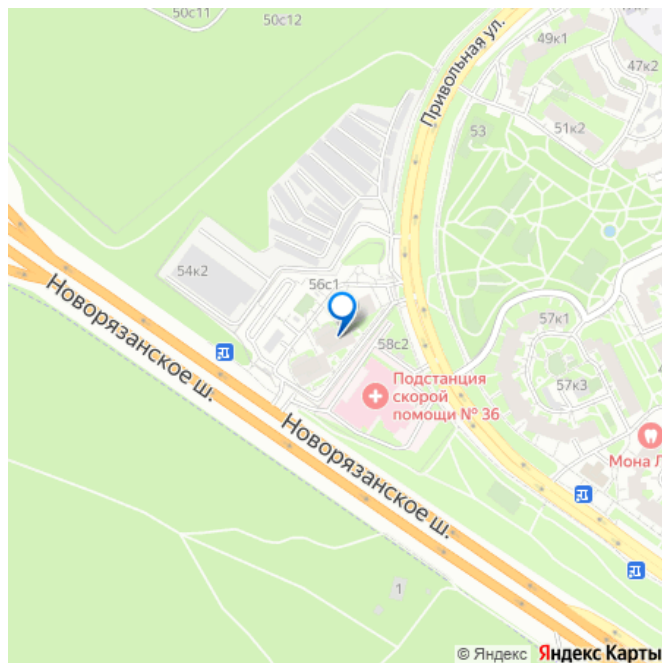 50с11
50с12
49к1
47к2
Привольная ул.
53
51к2
54к2
56с1
Новорязанское ш.
58с2
57к1
Подстанция
скорой
помощи № 36
57к3
Новорязанское ш.
Мона Л
1
© Яндекс Яндекс Карты